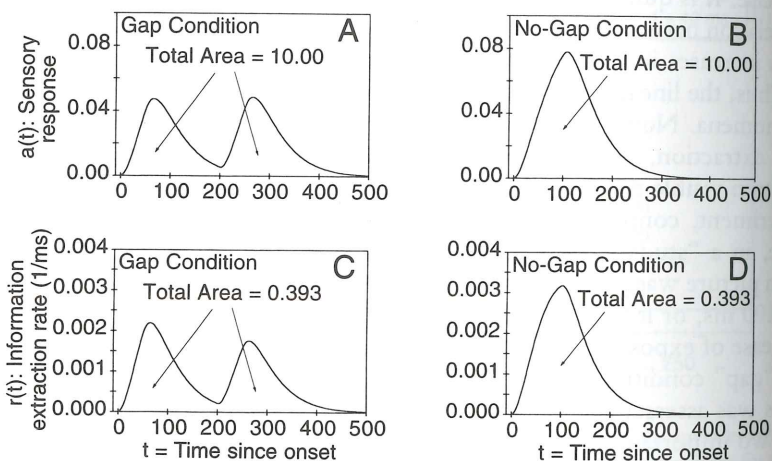 Gap Condition
A
Total Area = 10.00
a(t): Sensory
response
0.08
0.04
0.00
0 100 200 300 400 500
No-Gap Condition
B
Total Area = 10.00
0.08
0.04
0.00
0 100 200 300 400 500
Gap Condition
C
Total Area = 0.393
r(t): Information
extraction rate (1/ms)
0.004
0.003
0.002
0.001
0.000
0 100 200 300 400 500
t = Time since onset
No-Gap Condition
D
Total Area = 0.393
0.004
0.003
0.002
0.001
0.000
0 100 200 300 400 500
t = Time since onset